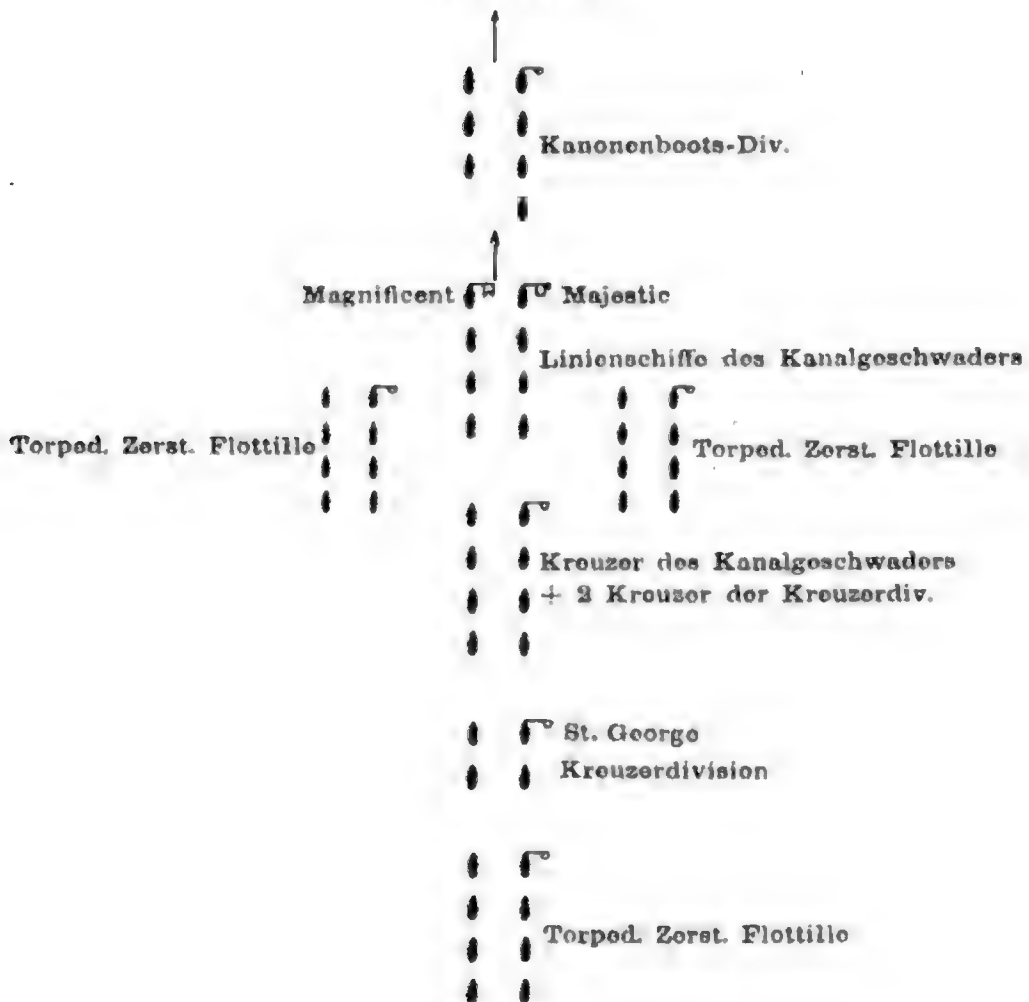 Kanonenboots-Div.
Magnificent
Majestic
Linienschiffe des Kanalgeschwaders
Torped. Zerst. Flottille
Torped. Zerst. Flottille
Kreuzer des Kanalgeschwaders
+ 2 Kreuzer der Kreuzerdiv.
St. George
Kreuzerdivision
Torped. Zerst. Flottille